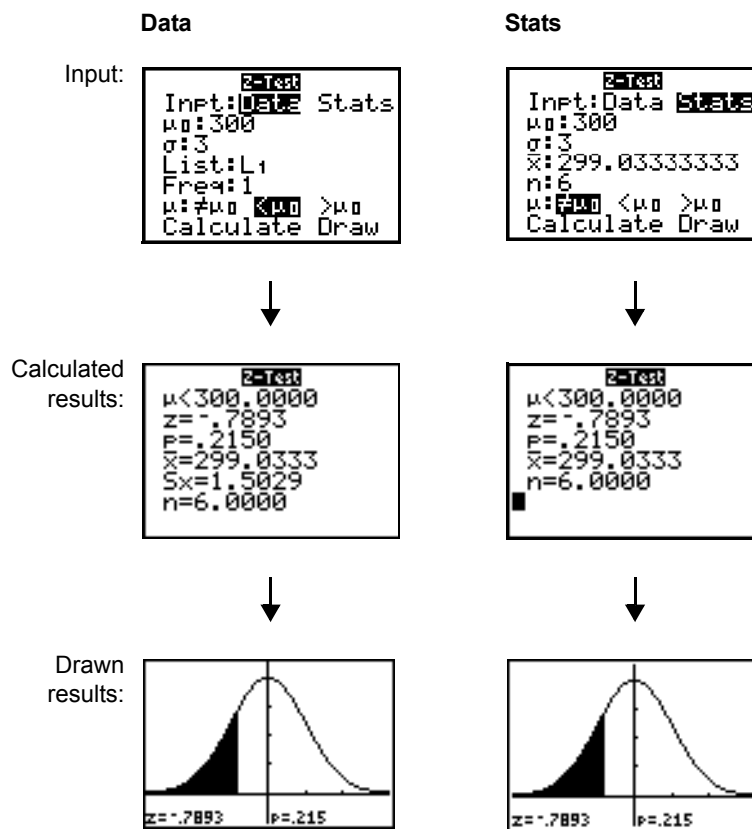 Data
Stats
Input:
Z-Test
Inpt:Data Stats
μ0:300
σ:3
List:L1
Freq:1
μ:≠μ0 <μ0 >μ0
Calculate Draw
Z-Test
Inpt:Data Stats
μ0:300
σ:3
x̄:299.03333333
n:6
μ:≠μ0 <μ0 >μ0
Calculate Draw
Calculated
results:
Z-Test
μ<300.0000
z=-.7893
p=.2150
x̄=299.0333
Sx=1.5029
n=6.0000
Z-Test
μ<300.0000
z=-.7893
p=.2150
x̄=299.0333
n=6.0000
Drawn
results:
z=-.7893 p=.215
z=-.7893 p=.215